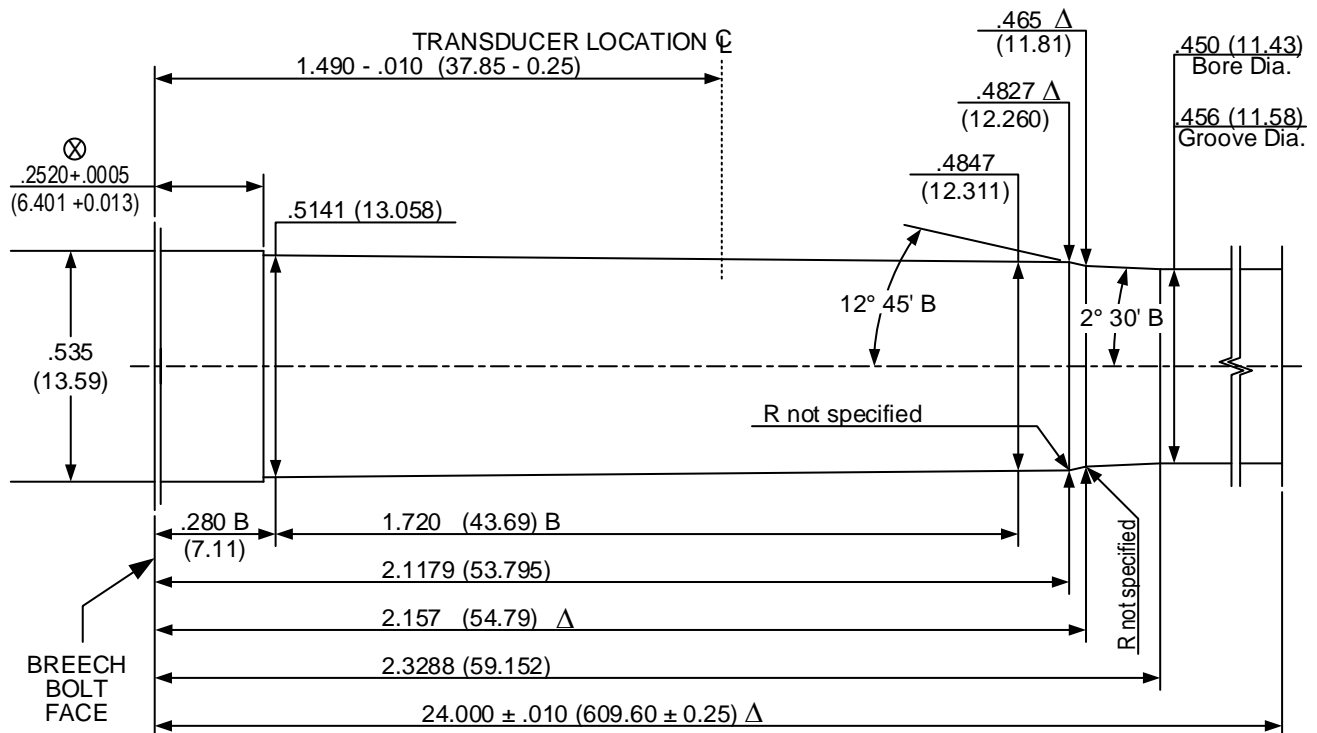 .465 Δ
(11.81)
TRANSDUCER LOCATION ℄
1.490 - .010 (37.85 - 0.25)
.450 (11.43)
Bore Dia.
.4827 Δ
(12.260)
.456 (11.58)
Groove Dia.
⊗
.2520+.0005
(6.401 +0.013)
.4847
(12.311)
.5141 (13.058)
12° 45' B
2° 30' B
.535
(13.59)
R not specified
.280 B
(7.11)
1.720 (43.69) B
R not specified
2.1179 (53.795)
2.157 (54.79) Δ
BREECH
BOLT
FACE
2.3288 (59.152)
24.000 ± .010 (609.60 ± 0.25) Δ